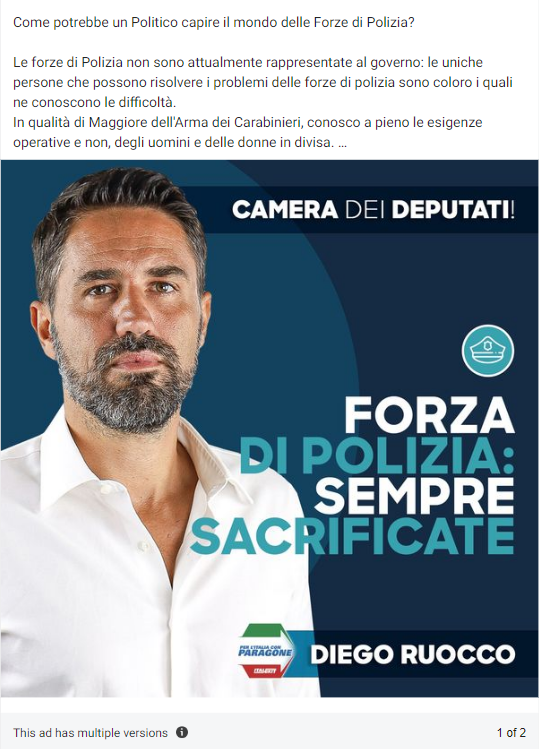 Come potrebbe un Politico capire il mondo delle Forze di Polizia?
Le forze di Polizia non sono attualmente rappresentate al governo: le uniche
persone che possono risolvere i problemi delle forze di polizia sono coloro i quali
ne conoscono le difficoltà.
In qualità di Maggiore dell'Arma dei Carabinieri, conosco a pieno le esigenze
operative e non, degli uomini e delle donne in divisa. ...
CAMERA DEI DEPUTATI!
FORZA
DI POLIZIA:
SEMPRE
SACRIFICATE
PER L'ITALIA CON
PARAGONE
ITALEXIT
DIEGO RUOCCO
This ad has multiple versions
1 of 2